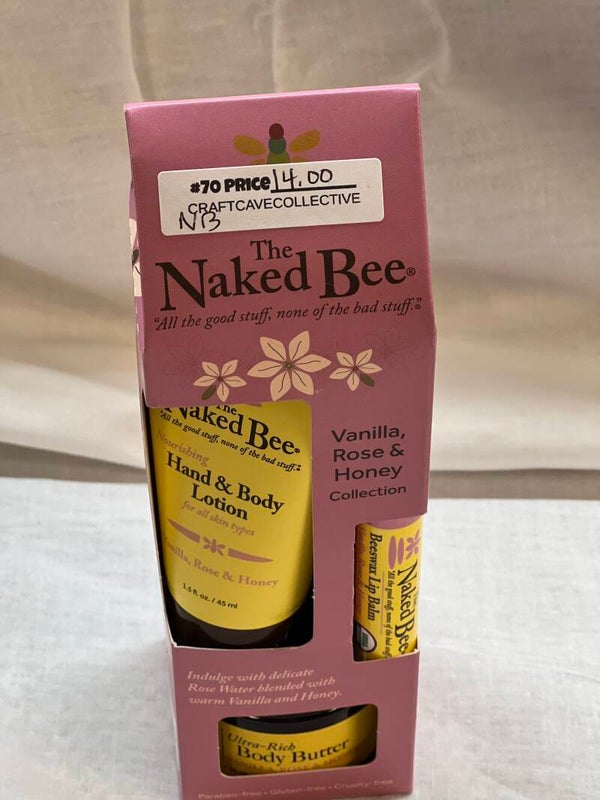 #70 PRICE 14.00
CRAFTCAVECOLLECTIVE
NB
The
Naked Bee®
"All the good stuff, none of the bad stuff."®
The
Naked Bee®
"All the good stuff, none of the bad stuff."
Nourishing
Hand & Body
Lotion
for all skin types
Vanilla, Rose & Honey
1.5 fl. oz. / 45 ml
Vanilla,
Rose &
Honey
Collection
Naked Bee
Beeswax Lip Balm
Indulge with delicate
Rose Water blended with
warm Vanilla and Honey.
Ultra-Rich
Body Butter
Paraben-free • Gluten-free • Cruelty-free